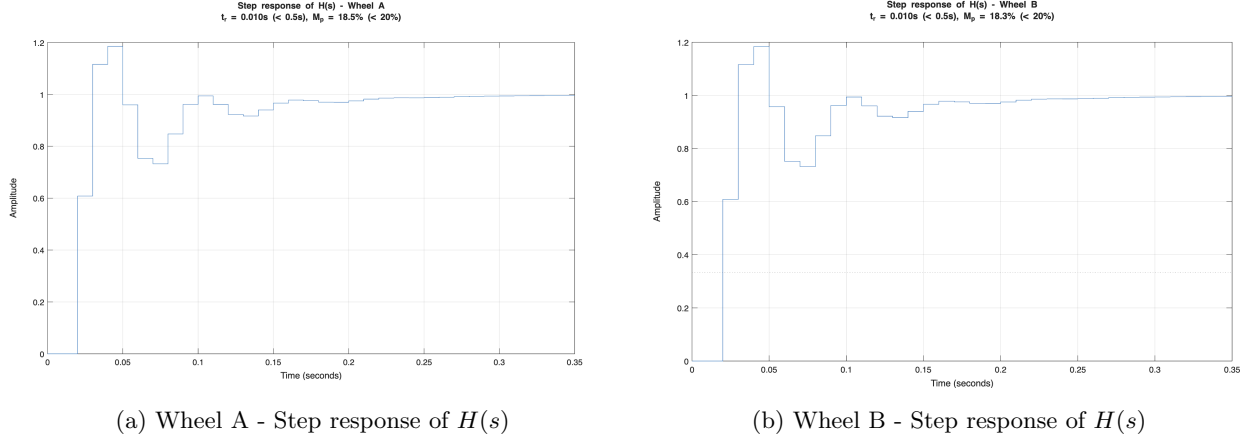 Step response of H(s) - Wheel A
t_r = 0.010s (< 0.5s), M_p = 18.5% (< 20%)
1.2
1
0.8
0.6
0.4
0.2
0
Amplitude
0 0.05 0.1 0.15 0.2 0.25 0.3 0.35
Time (seconds)
(a) Wheel A - Step response of H(s)
Step response of H(s) - Wheel B
t_r = 0.010s (< 0.5s), M_p = 18.3% (< 20%)
1.2
1
0.8
0.6
0.4
0.2
0
Amplitude
0 0.05 0.1 0.15 0.2 0.25 0.3 0.35
Time (seconds)
(b) Wheel B - Step response of H(s)